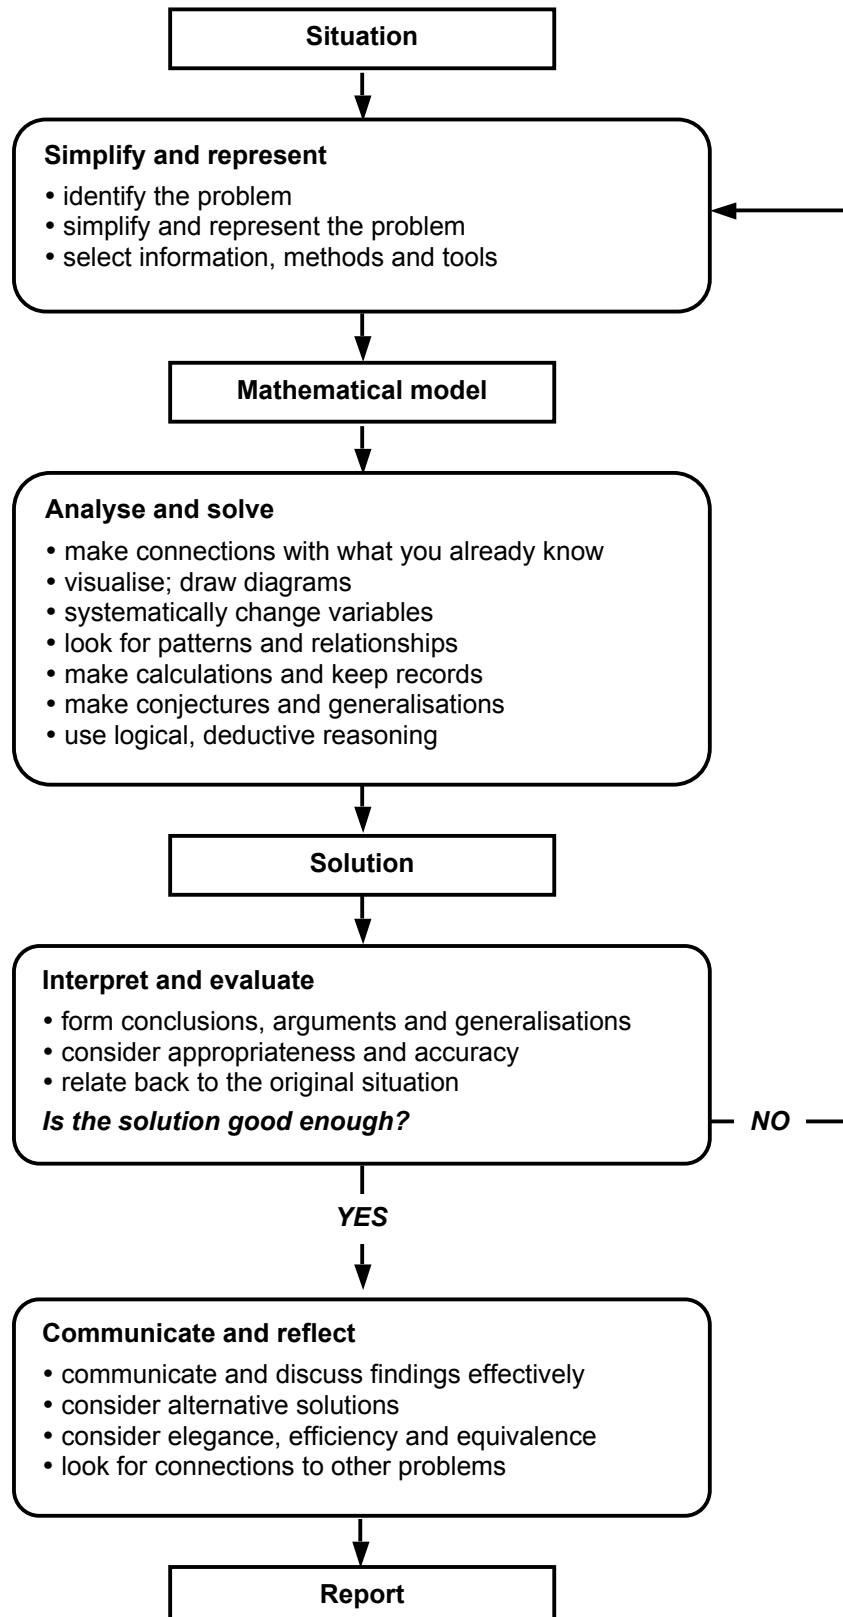 Situation
Simplify and represent
• identify the problem
• simplify and represent the problem
• select information, methods and tools
Mathematical model
Analyse and solve
• make connections with what you already know
• visualise; draw diagrams
• systematically change variables
• look for patterns and relationships
• make calculations and keep records
• make conjectures and generalisations
• use logical, deductive reasoning
Solution
Interpret and evaluate
• form conclusions, arguments and generalisations
• consider appropriateness and accuracy
• relate back to the original situation
Is the solution good enough?
NO
YES
Communicate and reflect
• communicate and discuss findings effectively
• consider alternative solutions
• consider elegance, efficiency and equivalence
• look for connections to other problems
Report